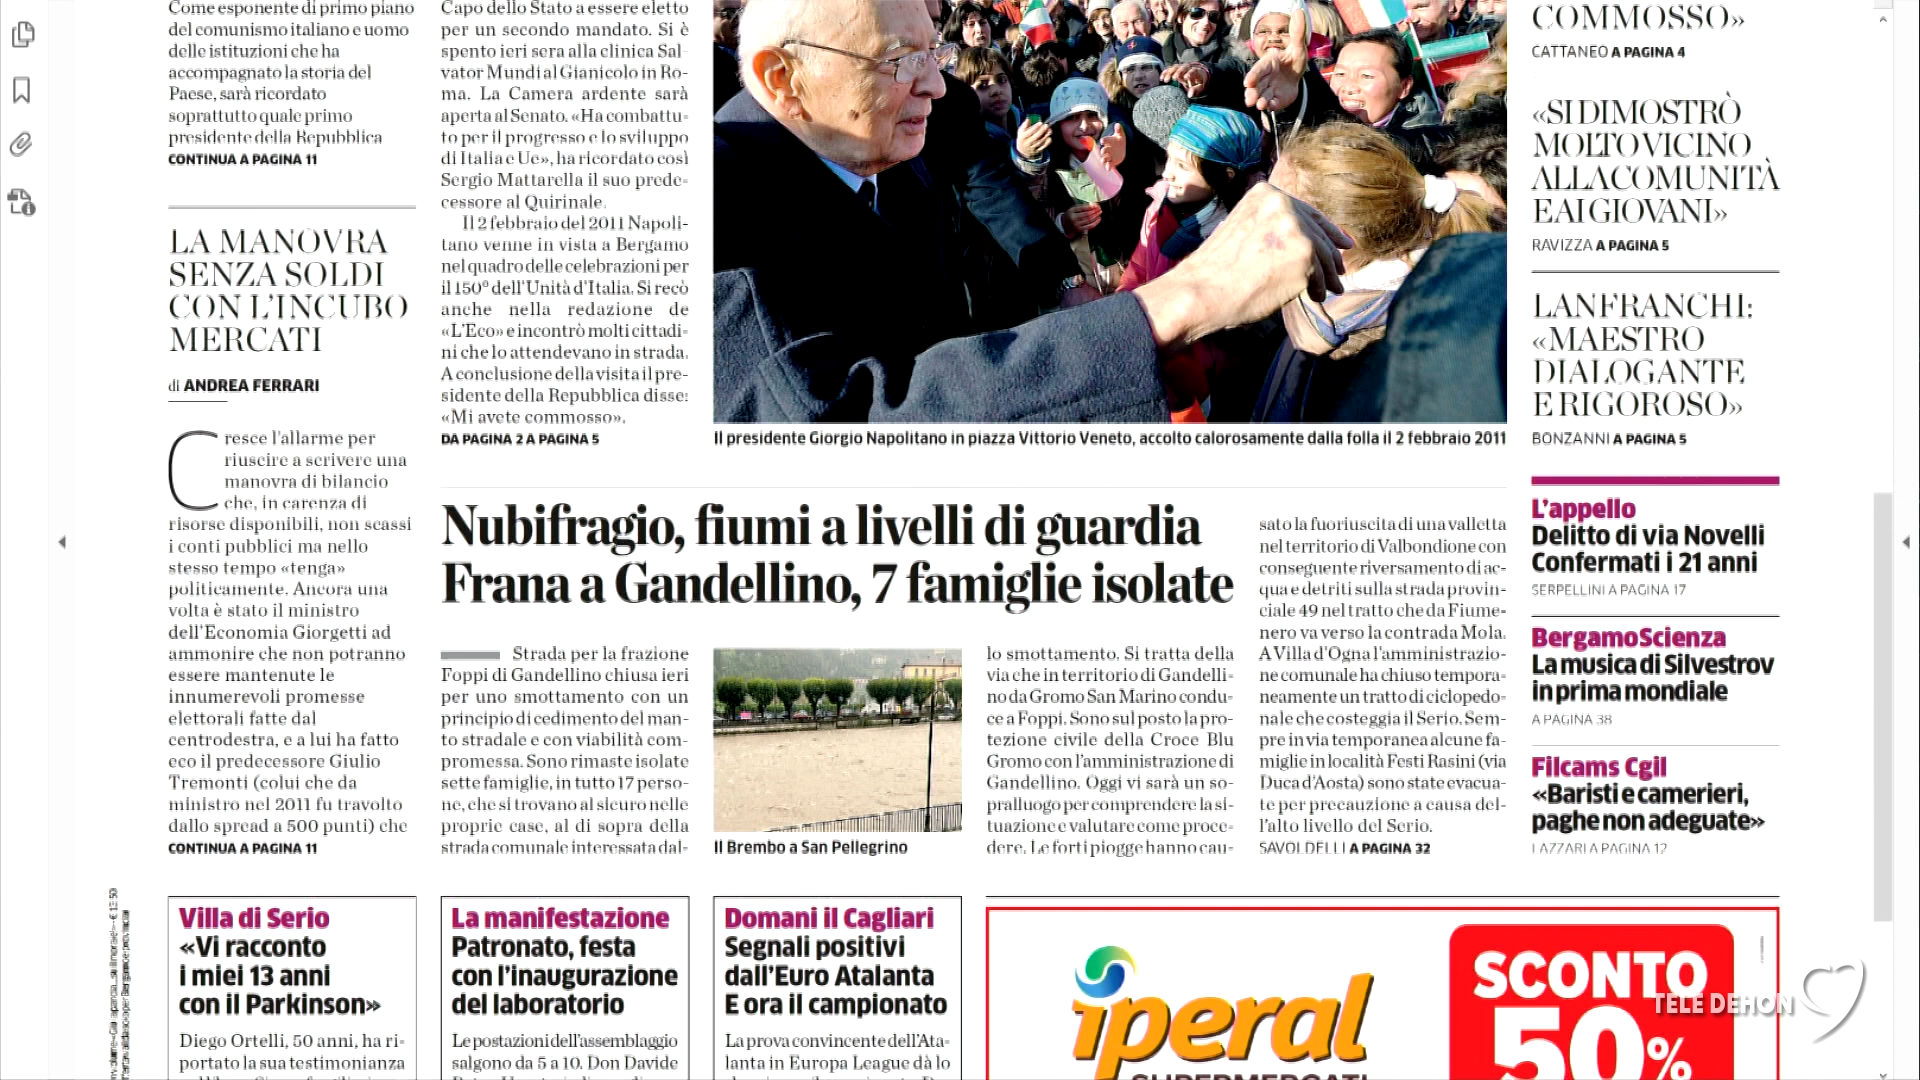 Come esponente di primo piano
del comunismo italiano e uomo
delle istituzioni che ha
accompagnato la storia del
Paese, sarà ricordato
soprattutto quale primo
presidente della Repubblica
CONTINUA A PAGINA 11
LA MANOVRA
SENZA SOLDI
CON L'INCUBO
MERCATI
di ANDREA FERRARI
Cresce l'allarme per
riuscire a scrivere una
manovra di bilancio
che, in carenza di
risorse disponibili, non scassi
i conti pubblici ma nello
stesso tempo «tenga»
politicamente. Ancora una
volta è stato il ministro
dell'Economia Giorgetti ad
ammonire che non potranno
essere mantenute le
innumerevoli promesse
elettorali fatte dal
centrodestra, e a lui ha fatto
eco il predecessore Giulio
Tremonti (colui che da
ministro nel 2011 fu travolto
dallo spread a 500 punti) che
CONTINUA A PAGINA 11
Capo dello Stato a essere eletto
per un secondo mandato. Si è
spento ieri sera alla clinica Sal-
vator Mundi al Gianicolo in Ro-
ma. La Camera ardente sarà
aperta al Senato. «Ha combattu-
to per il progresso e lo sviluppo
di Italia e Ue», ha ricordato così
Sergio Mattarella il suo prede-
cessore al Quirinale.
Il 2 febbraio del 2011 Napoli-
tano venne in vista a Bergamo
nel quadro delle celebrazioni per
il 150° dell'Unità d'Italia. Si recò
anche nella redazione de
«L'Eco» e incontrò molti cittadi-
ni che lo attendevano in strada.
A conclusione della visita il pre-
sidente della Repubblica disse:
«Mi avete commosso».
DA PAGINA 2 A PAGINA 5
Il presidente Giorgio Napolitano in piazza Vittorio Veneto, accolto calorosamente dalla folla il 2 febbraio 2011
COMMOSSO»
CATTANEO A PAGINA 4
«SI DIMOSTRÒ
MOLTO VICINO
ALLA COMUNITÀ
E AI GIOVANI»
RAVIZZA A PAGINA 5
LANFRANCHI:
«MAESTRO
DIALOGANTE
E RIGOROSO»
BONZANNI A PAGINA 5
L'appello
Delitto di via Novelli
Confermati i 21 anni
SERPELLINI A PAGINA 17
BergamoScienza
La musica di Silvestrov
in prima mondiale
A PAGINA 38
Filcams Cgil
«Baristi e camerieri,
paghe non adeguate»
LAZZARI A PAGINA 12
Nubifragio, fiumi a livelli di guardia
Frana a Gandellino, 7 famiglie isolate
Strada per la frazione
Foppi di Gandellino chiusa ieri
per uno smottamento con un
principio di cedimento del man-
to stradale e con viabilità com-
promessa. Sono rimaste isolate
sette famiglie, in tutto 17 perso-
ne, che si trovano al sicuro nelle
proprie case, al di sopra della
strada comunale interessata dal-
Il Brembo a San Pellegrino
lo smottamento. Si tratta della
via che in territorio di Gandelli-
no da Gromo San Marino condu-
ce a Foppi. Sono sul posto la pro-
tezione civile della Croce Blu
Gromo con l'amministrazione di
Gandellino. Oggi vi sarà un so-
pralluogo per comprendere la si-
tuazione e valutare come proce-
dere. Le forti piogge hanno cau-
sato la fuoriuscita di una valletta
nel territorio di Valbondione con
conseguente riversamento di ac-
qua e detriti sulla strada provin-
ciale 49 nel tratto che da Fiume-
nero va verso la contrada Mola.
A Villa d'Ogna l'amministrazio-
ne comunale ha chiuso tempora-
neamente un tratto di ciclopedo-
nale che costeggia il Serio. Sem-
pre in via temporanea alcune fa-
miglie in località Festi Rasini (via
Duca d'Aosta) sono state evacua-
te per precauzione a causa del-
l'alto livello del Serio.
SAVOLDELLI A PAGINA 32
Villa di Serio
«Vi racconto
i miei 13 anni
con il Parkinson»
Diego Ortelli, 50 anni, ha ri-
portato la sua testimonianza
La manifestazione
Patronato, festa
con l'inaugurazione
del laboratorio
Le postazioni dell'assemblaggio
salgono da 5 a 10. Don Davide
Domani il Cagliari
Segnali positivi
dall'Euro Atalanta
E ora il campionato
La prova convincente dell'Ata-
lanta in Europa League dà lo
iperal
SUPERMERCATI
SCONTO
50%
TELE DEHON